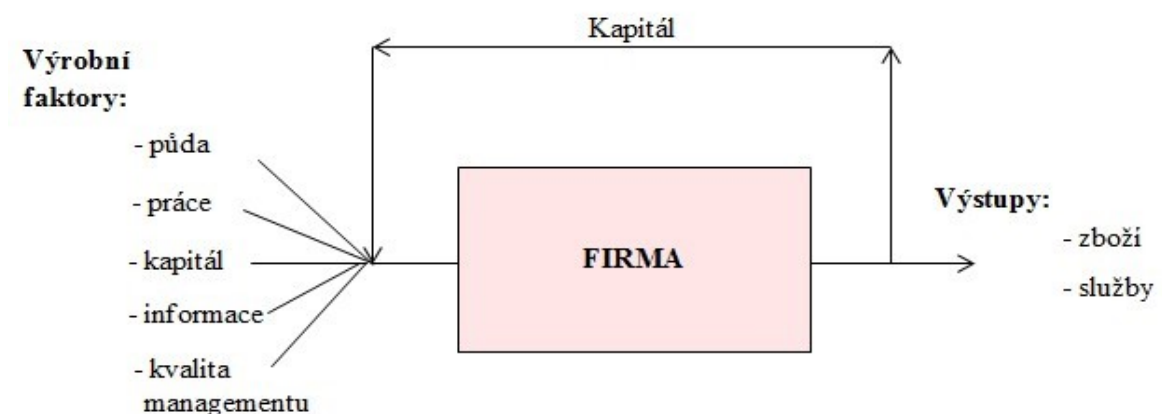 Kapitál
Výrobní
faktory:
- půda
- práce
- kapitál
- informace
- kvalita
managementu
FIRMA
Výstupy:
- zboží
- služby